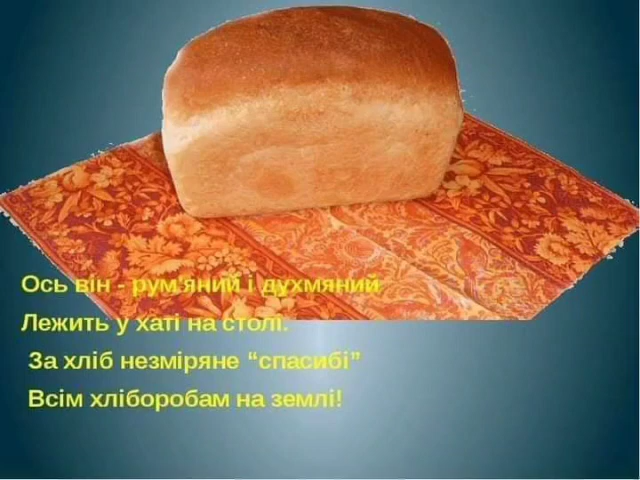 Ось він - рум'яний і духмяний
Лежить у хаті на столі.
За хліб незміряне “спасибі”
Всім хліборобам на землі!